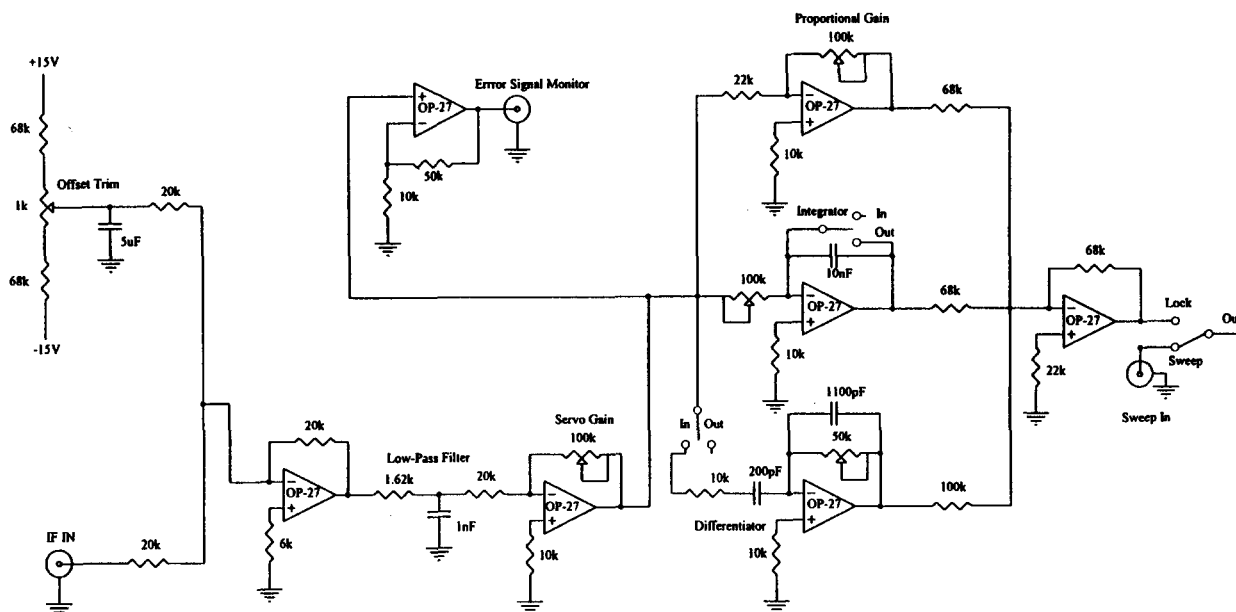 Proportional Gain
100k
22k
OP-27
68k
10k
+15V
68k
Offset Trim
1k
20k
5uF
68k
-15V
Errror Signal Monitor
OP-27
50k
10k
Integrator
In
Out
10nF
100k
OP-27
68k
10k
68k
OP-27
22k
Lock
Ou
Sweep
Sweep In
In
Out
1100pF
50k
10k
200pF
OP-27
100k
Differentiator
10k
20k
OP-27
6k
Low-Pass Filter
1.62k
1nF
20k
Servo Gain
100k
OP-27
10k
IF IN
20k